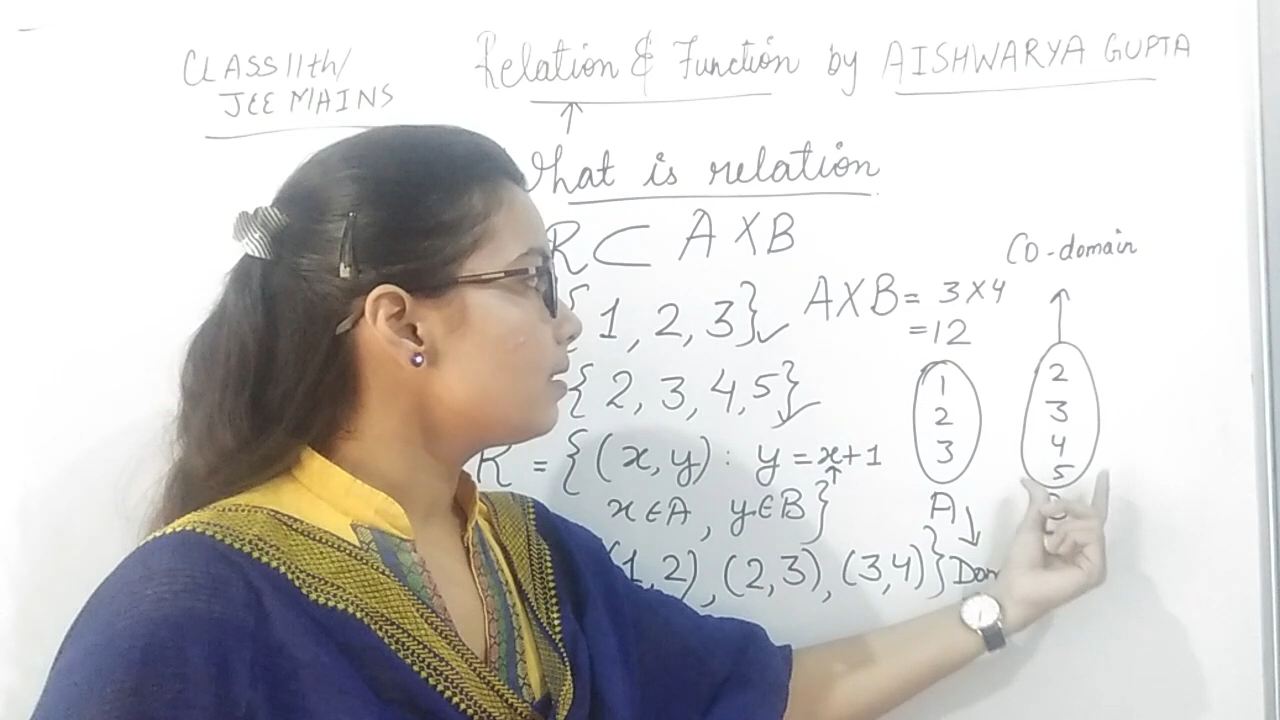 CLASS 11th/
JEE MAINS
Relation & Function by AISHWARYA GUPTA
↑
What is relation
R ⊂ A X B
{1, 2, 3} ✓
A X B = 3 X 4
= 12
{2, 3, 4, 5} ✓
R = {(x, y) : y = x+1
↑
x ∈ A , y ∈ B}
(1,2), (2,3), (3,4)}
Co-domain
↑
1
2
3
A
↓
2
3
4
5